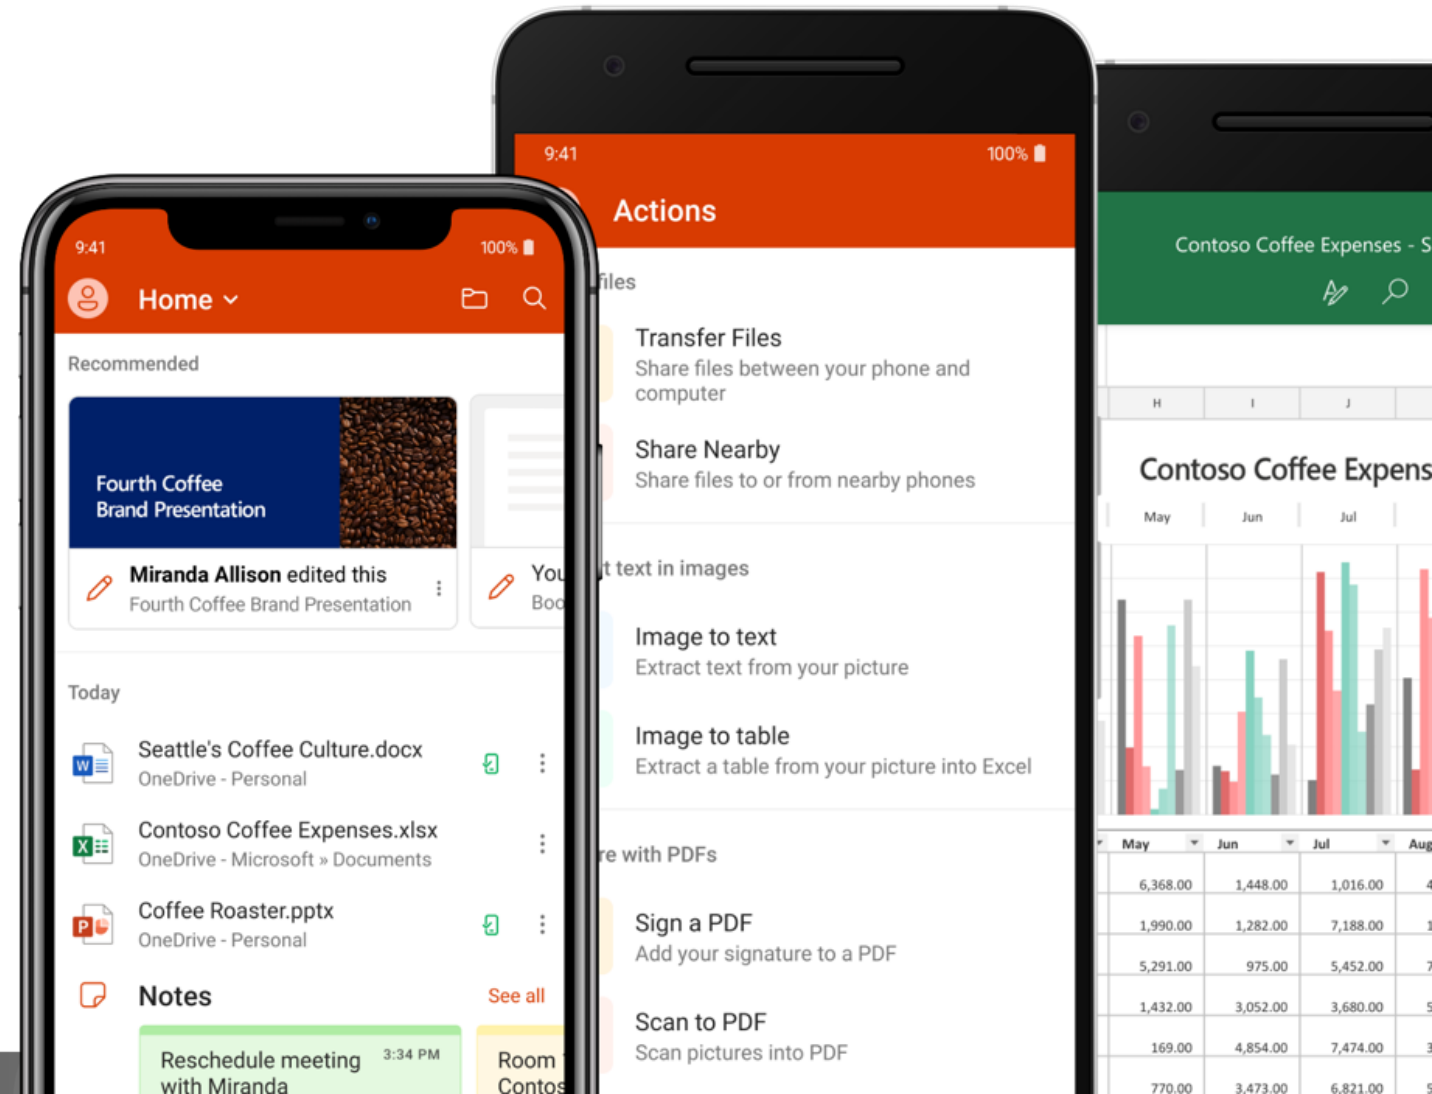 9:41
100%
Home
Recommended
Fourth Coffee
Brand Presentation
Miranda Allison edited this
Fourth Coffee Brand Presentation
Today
W
Seattle's Coffee Culture.docx
OneDrive - Personal
X
Contoso Coffee Expenses.xlsx
OneDrive - Microsoft » Documents
P
Coffee Roaster.pptx
OneDrive - Personal
Notes
See all
Reschedule meeting
with Miranda
3:34 PM
Room
9:41
100%
Actions
files
Transfer Files
Share files between your phone and
computer
Share Nearby
Share files to or from nearby phones
text in images
Image to text
Extract text from your picture
Image to table
Extract a table from your picture into Excel
with PDFs
Sign a PDF
Add your signature to a PDF
Scan to PDF
Scan pictures into PDF
Contoso Coffee Expenses - S
H I J
Contoso Coffee Expens
May Jun Jul
May Jun Jul Aug
6,368.00 1,448.00 1,016.00
1,990.00 1,282.00 7,188.00
5,291.00 975.00 5,452.00
1,432.00 3,052.00 3,680.00
169.00 4,854.00 7,474.00
770.00 3,473.00 6,821.00